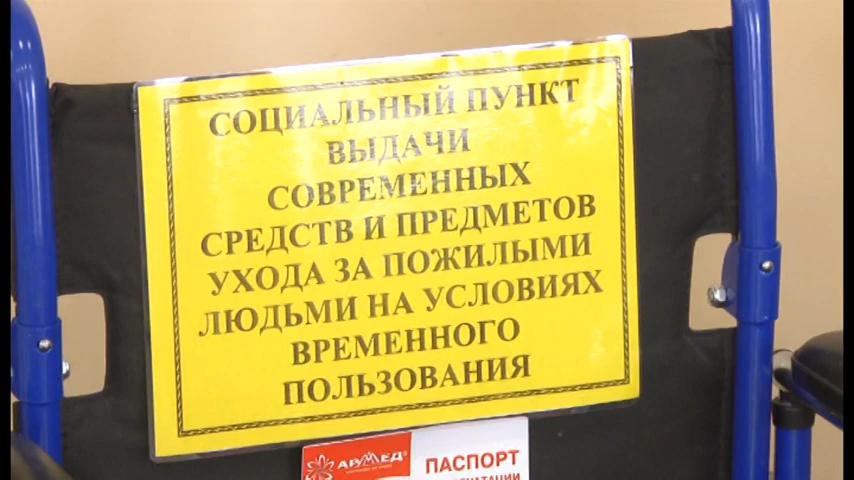 СОЦИАЛЬНЫЙ ПУНКТ
ВЫДАЧИ
СОВРЕМЕННЫХ
СРЕДСТВ И ПРЕДМЕТОВ
УХОДА ЗА ПОЖИЛЫМИ
ЛЮДЬМИ НА УСЛОВИЯХ
ВРЕМЕННОГО
ПОЛЬЗОВАНИЯ
АРМЕД
ПАСПОРТ